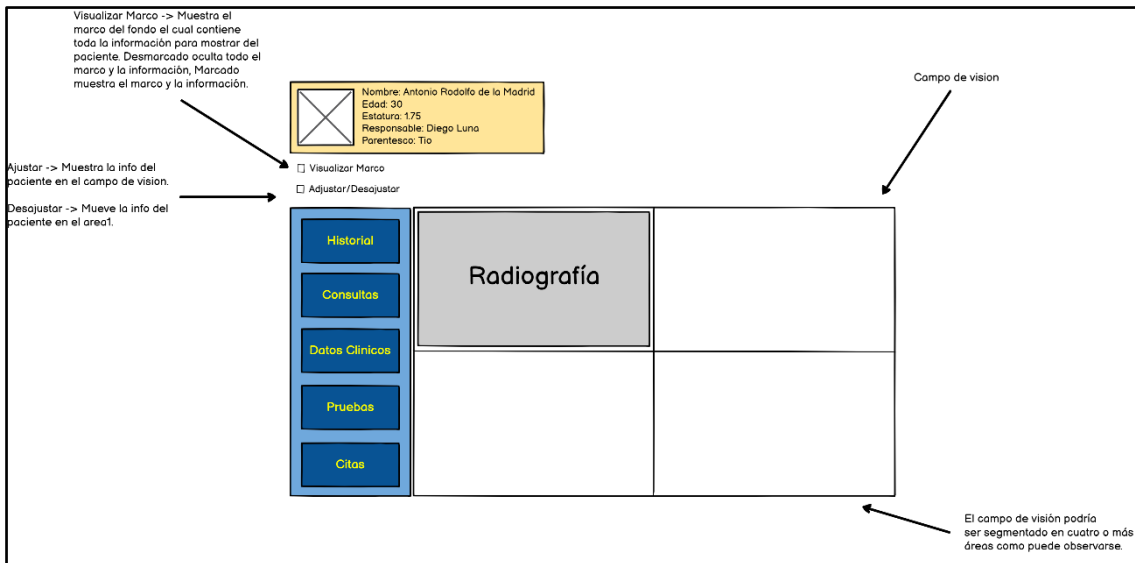 Visualizar Marco -> Muestra el
marco del fondo el cual contiene
toda la información para mostrar del
paciente. Desmarcado oculta todo el
marco y la información, Marcado
muestra el marco y la información.
Campo de vision
Nombre: Antonio Rodolfo de la Madrid
Edad: 30
Estatura: 1.75
Responsable: Diego Luna
Parentesco: Tio
Visualizar Marco
Adjustar/Desajustar
Ajustar -> Muestra la info del
paciente en el campo de vision.
Desajustar -> Mueve la info del
paciente en el area1.
Historial
Consultas
Datos Clinicos
Pruebas
Citas
Radiografía
El campo de visión podría
ser segmentado en cuatro o más
áreas como puede observarse.